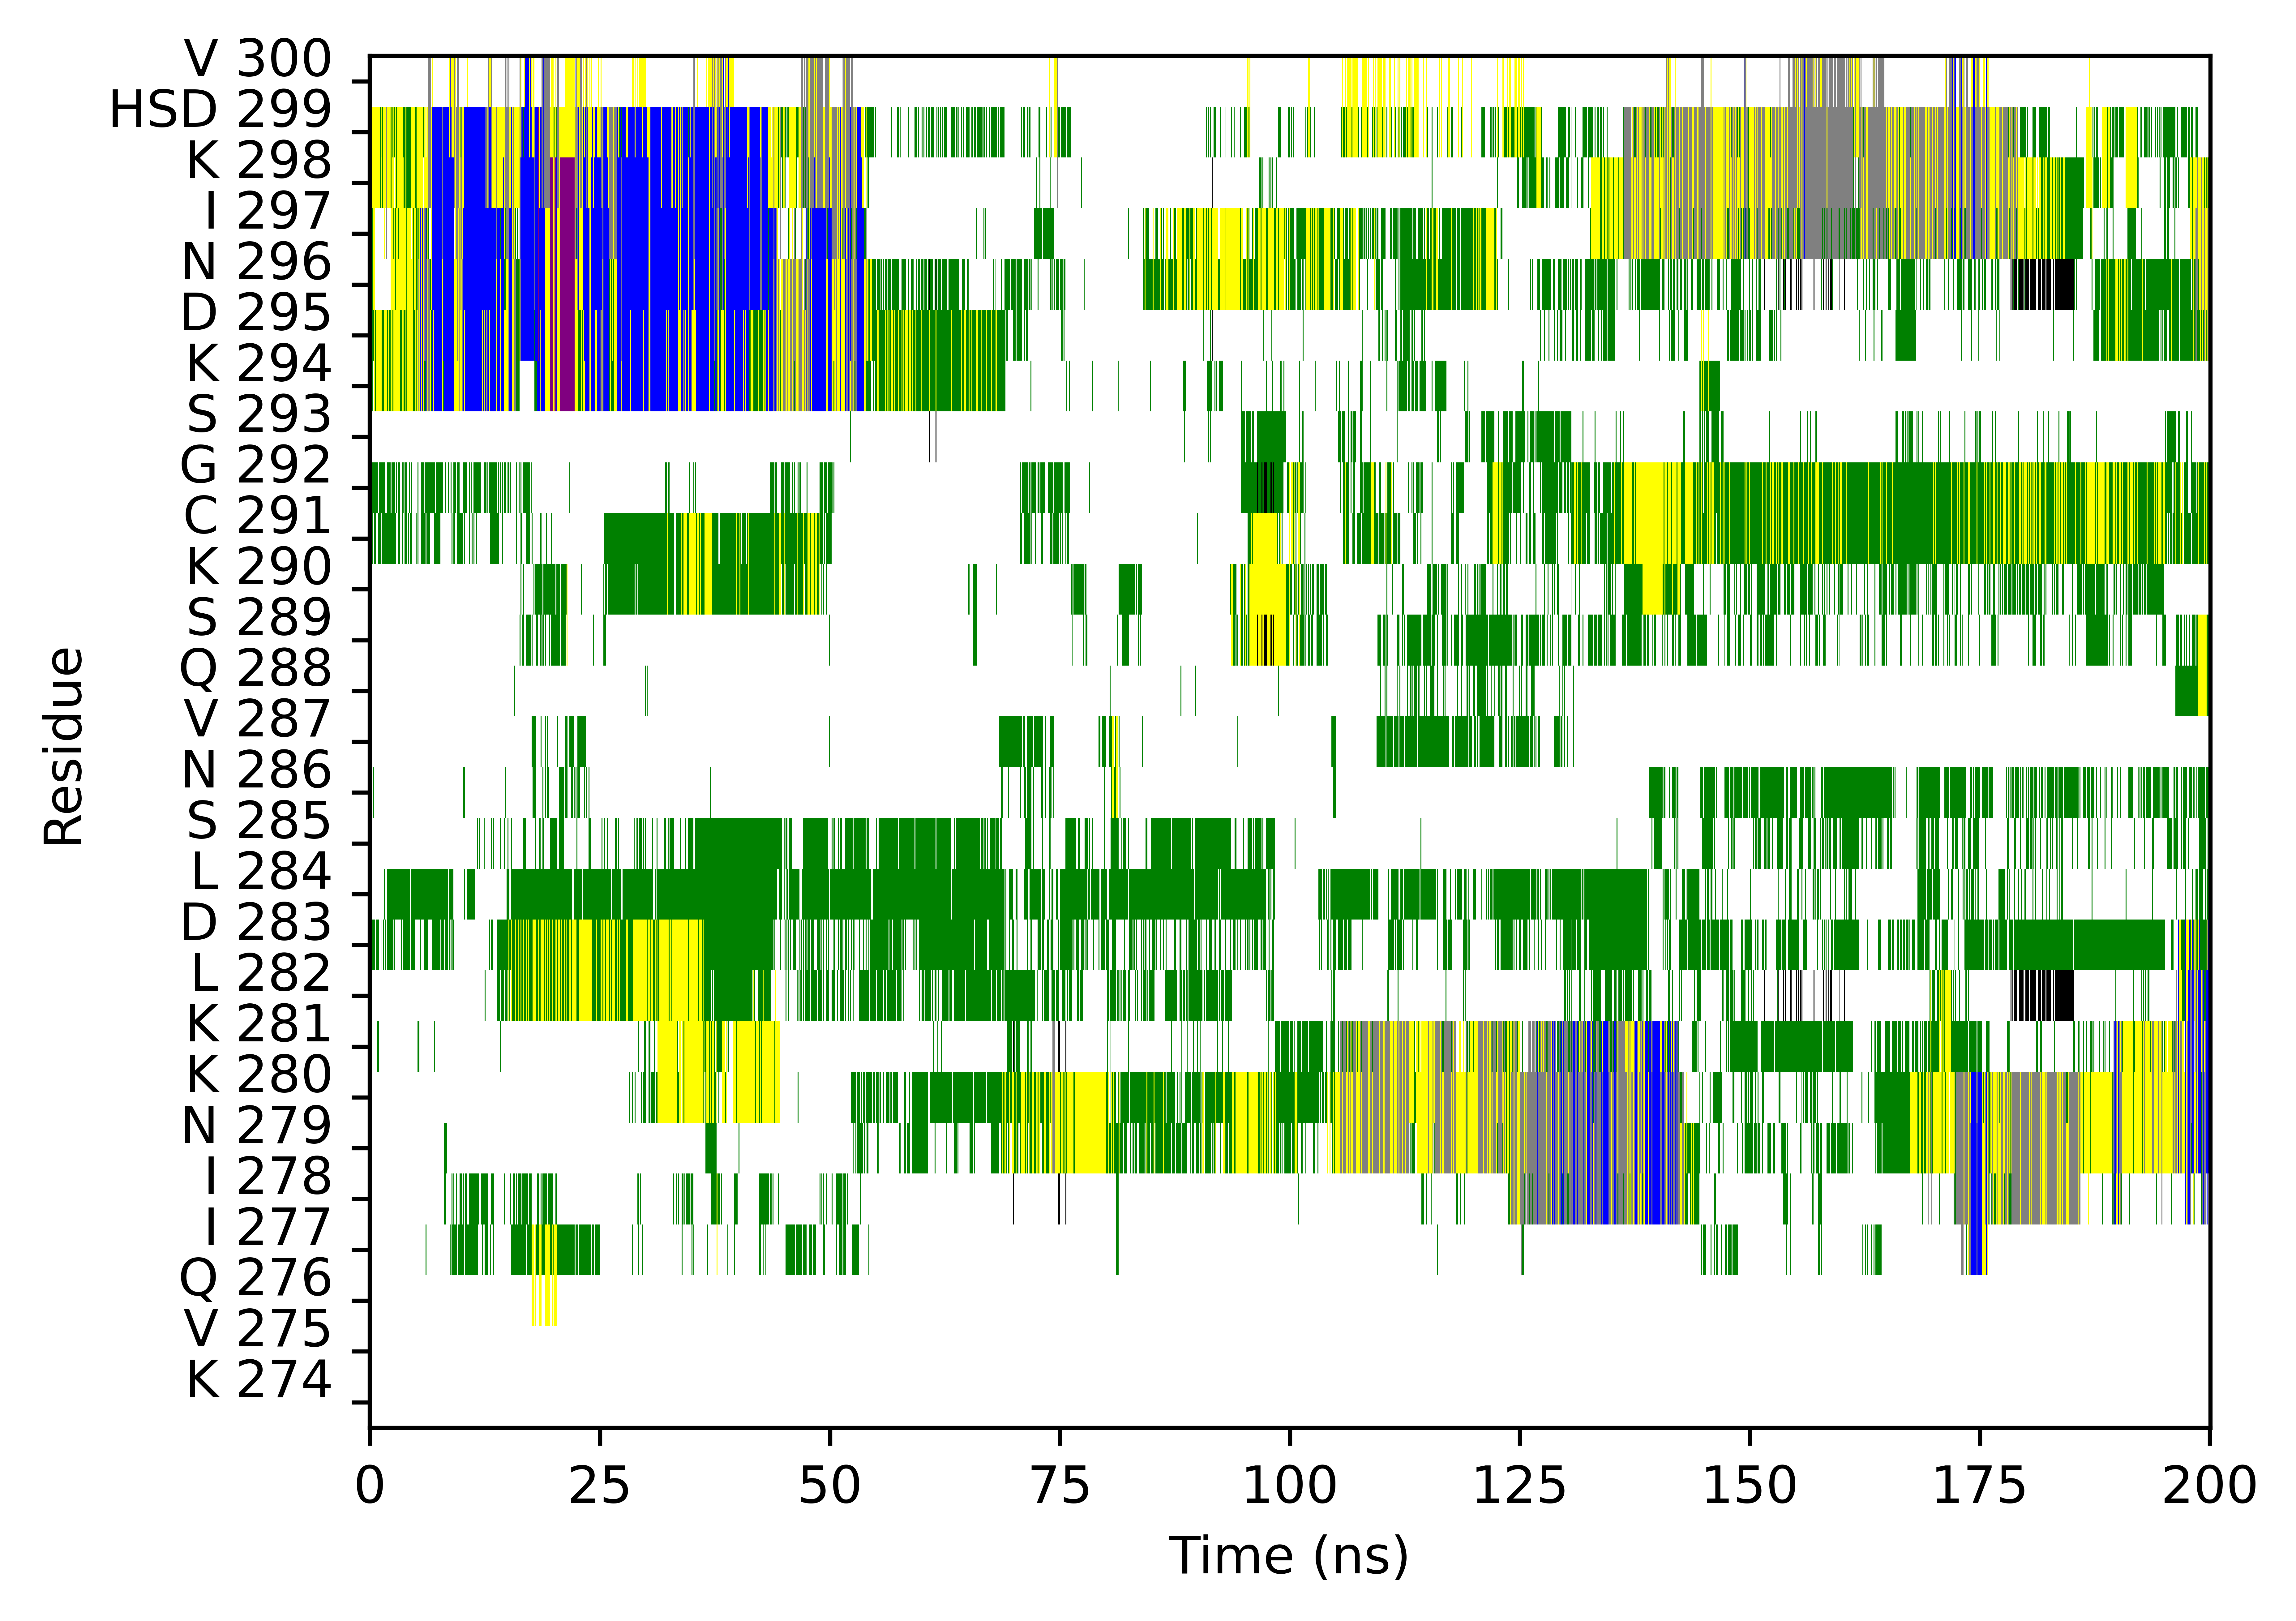 V 300
HSD 299
K 298
I 297
N 296
D 295
K 294
S 293
G 292
C 291
K 290
S 289
Q 288
V 287
N 286
S 285
L 284
D 283
L 282
K 281
K 280
N 279
I 278
I 277
Q 276
V 275
K 274
Residue
0 25 50 75 100 125 150 175 200
Time (ns)